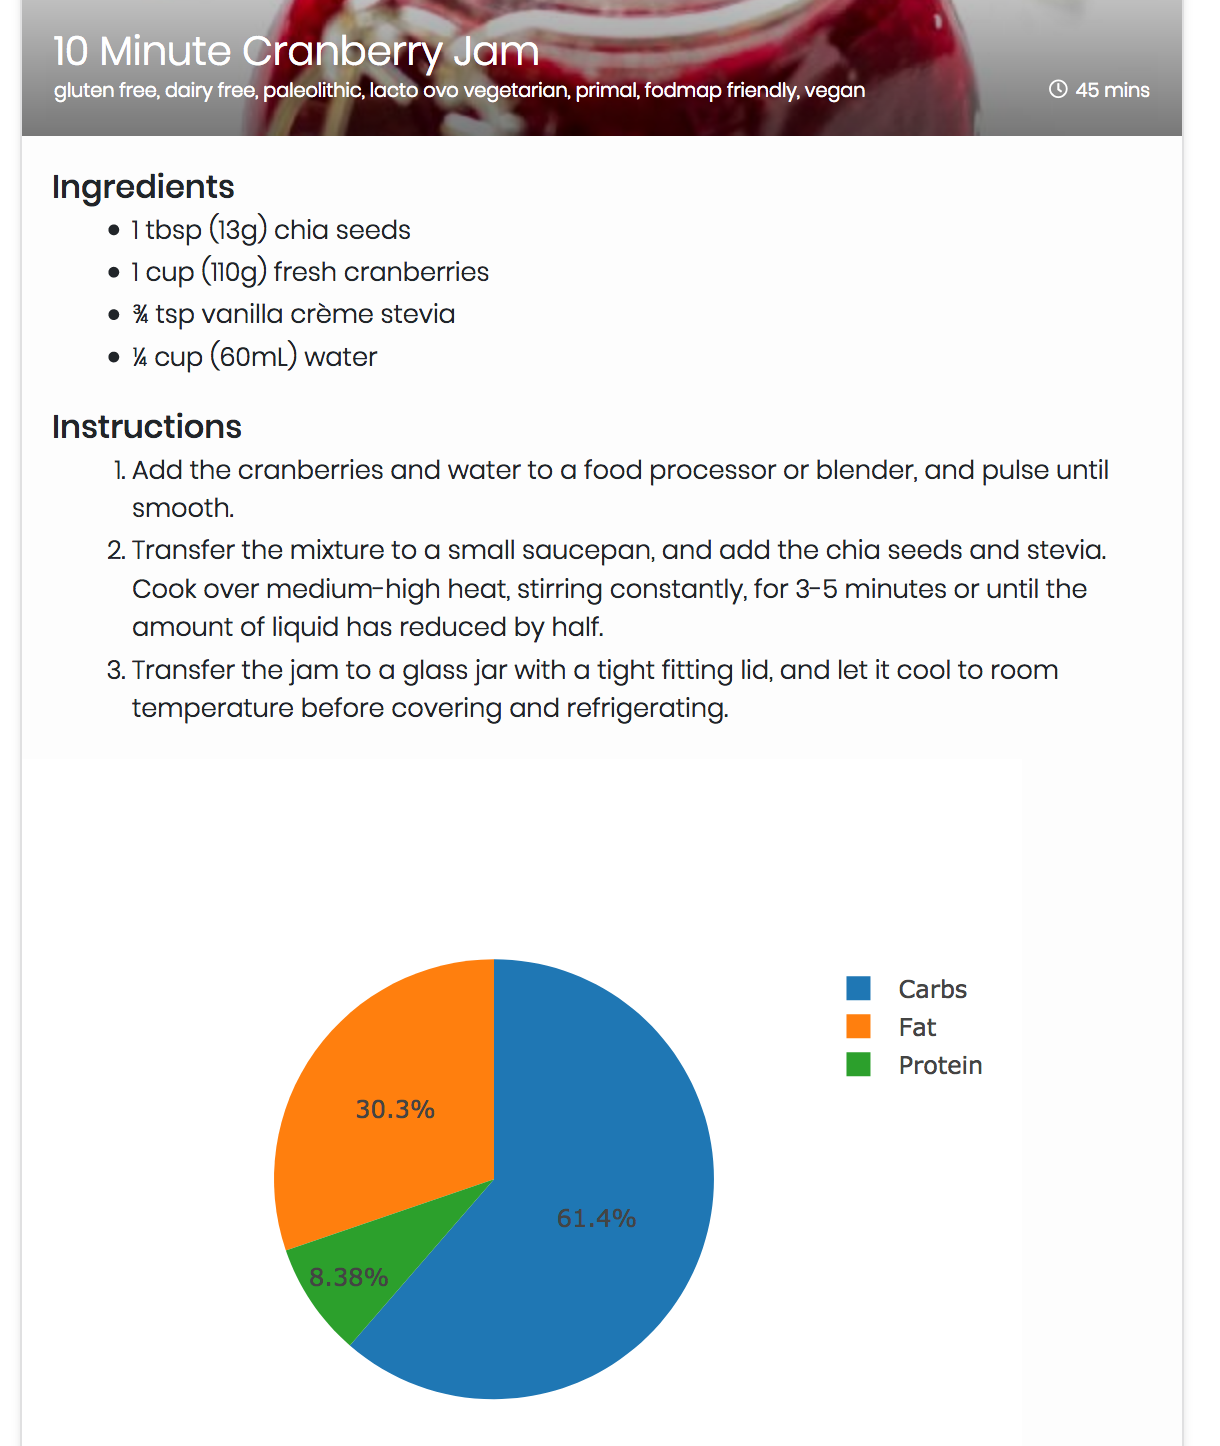 10 Minute Cranberry Jam
gluten free, dairy free, paleolithic, lacto ovo vegetarian, primal, fodmap friendly, vegan
45 mins
Ingredients
• 1 tbsp (13g) chia seeds
• 1 cup (110g) fresh cranberries
• ¾ tsp vanilla crème stevia
• ¼ cup (60mL) water
Instructions
1. Add the cranberries and water to a food processor or blender, and pulse until
smooth.
2. Transfer the mixture to a small saucepan, and add the chia seeds and stevia.
Cook over medium-high heat, stirring constantly, for 3-5 minutes or until the
amount of liquid has reduced by half.
3. Transfer the jam to a glass jar with a tight fitting lid, and let it cool to room
temperature before covering and refrigerating.
Carbs
Fat
Protein
30.3%
61.4%
8.38%